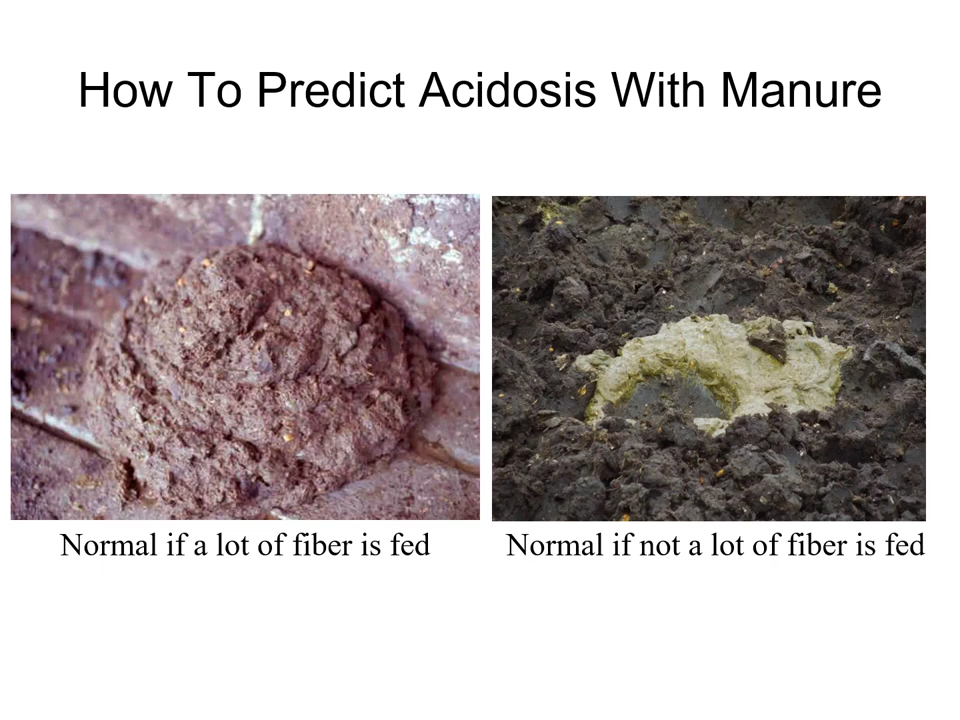 How To Predict Acidosis With Manure
Normal if a lot of fiber is fed
Normal if not a lot of fiber is fed